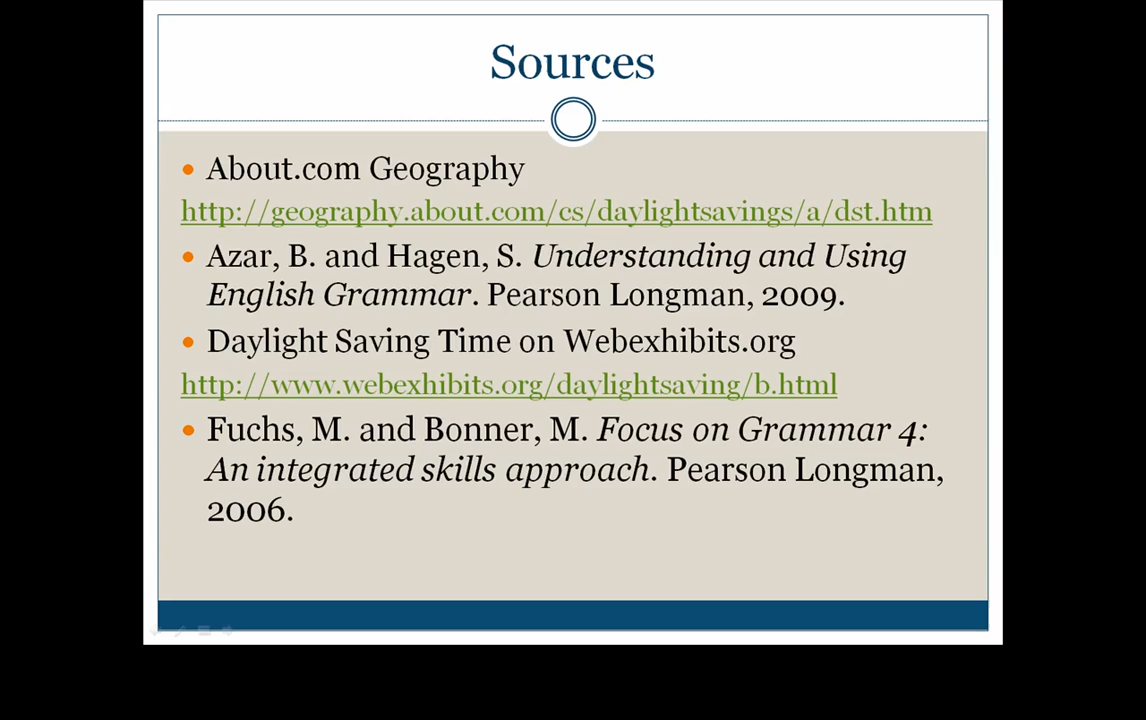 Sources
About.com Geography
http://geography.about.com/cs/daylightsavings/a/dst.htm
Azar, B. and Hagen, S. Understanding and Using
English Grammar. Pearson Longman, 2009.
Daylight Saving Time on Webexhibits.org
http://www.webexhibits.org/daylightsaving/b.html
Fuchs, M. and Bonner, M. Focus on Grammar 4:
An integrated skills approach. Pearson Longman,
2006.